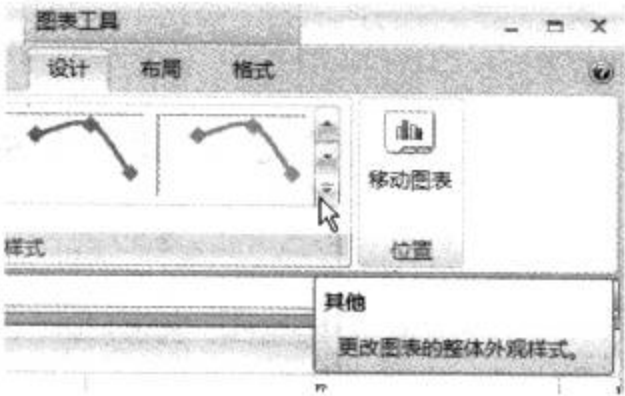 图表工具
设计 布局 格式
移动图表
样式 位置
其他
更改图表的整体外观样式。